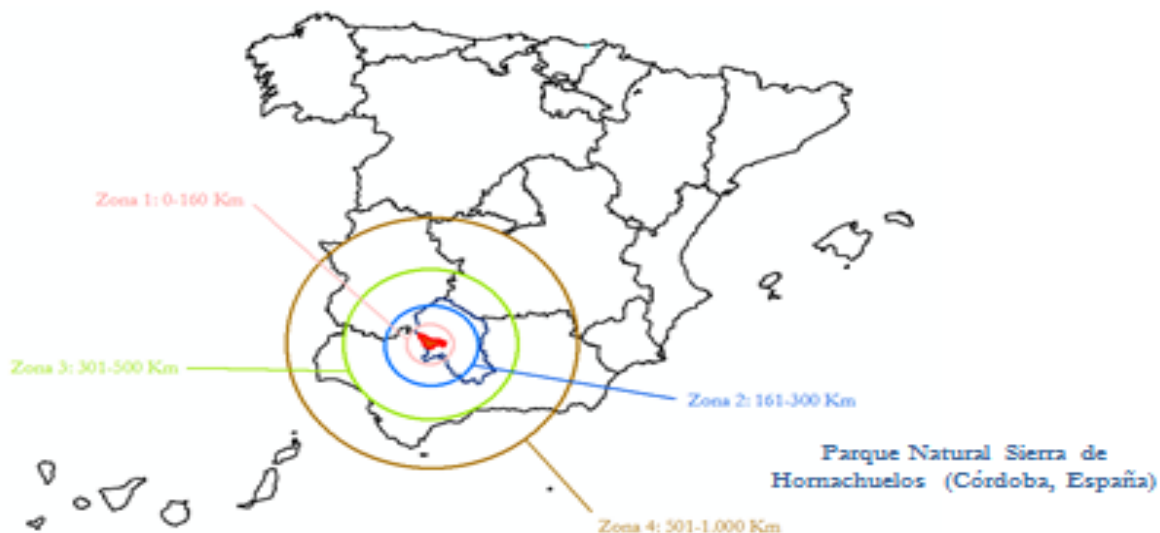 Zona 1: 0-160 Km
Zona 3: 301-500 Km
Zona 2: 161-300 Km
Parque Natural Sierra de
Hornachuelos (Córdoba, España)
Zona 4: 501-1.000 Km